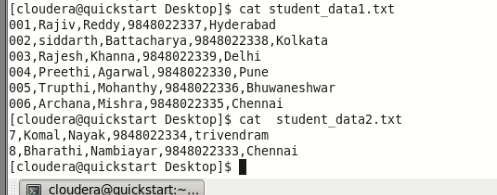 [cloudera@quickstart Desktop]$ cat student_data1.txt
001,Rajiv,Reddy,9848022337,Hyderabad
002,siddarth,Battacharya,9848022338,Kolkata
003,Rajesh,Khanna,9848022339,Delhi
004,Preethi,Agarwal,9848022330,Pune
005,Trupthi,Mohanthy,9848022336,Bhuwaneshwar
006,Archana,Mishra,9848022335,Chennai
[cloudera@quickstart Desktop]$ cat  student_data2.txt
7,Komal,Nayak,9848022334,trivendram
8,Bharathi,Nambiayar,9848022333,Chennai
[cloudera@quickstart Desktop]$
cloudera@quickstart:~...